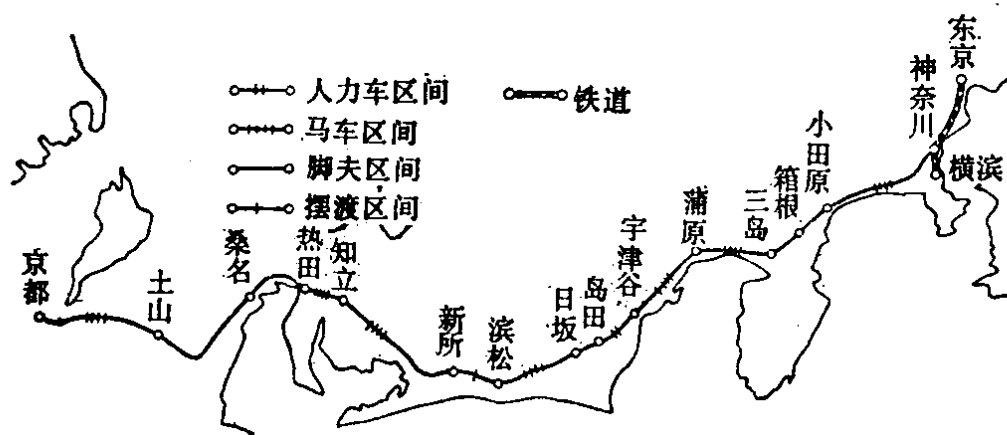 人力车区间
马车区间
脚夫区间
摆渡区间
铁道
东京
神奈川
横滨
小田原
箱根
三岛
蒲原
宇津谷
岛田
日坂
滨松
新所
知立
热田
桑名
土山
京都